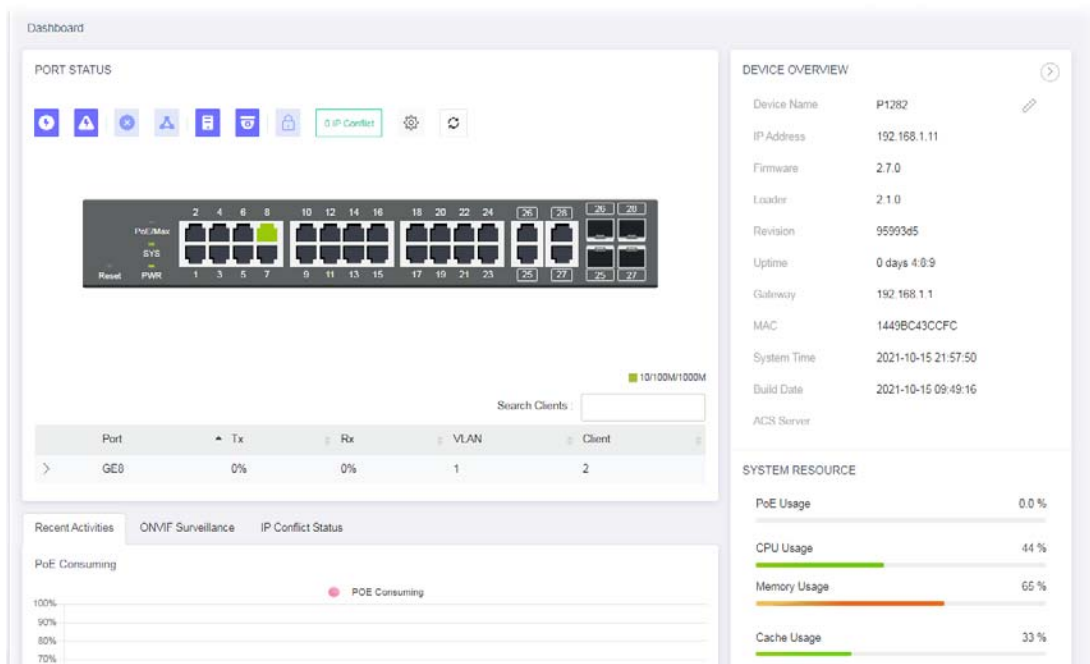 Dashboard
PORT STATUS
0 IP Conflict
2 4 6 8 10 12 14 16 18 20 22 24 26 28 26 28
PoE/Max
SYS
Reset PWR
1 3 5 7 9 11 13 15 17 19 21 23 25 27 25 27
10/100M/1000M
Search Clients :
Port Tx Rx VLAN Client
GE8 0% 0% 1 2
Recent Activities ONVIF Surveillance IP Conflict Status
PoE Consuming
POE Consuming
100%
90%
80%
70%
DEVICE OVERVIEW
Device Name P1282
IP Address 192.168.1.11
Firmware 2.7.0
Loader 2.1.0
Revision 95993d5
Uptime 0 days 4:8:9
Gateway 192.168.1.1
MAC 1449BC43CCFC
System Time 2021-10-15 21:57:50
Build Date 2021-10-15 09:49:16
ACS Server
SYSTEM RESOURCE
PoE Usage 0.0 %
CPU Usage 44 %
Memory Usage 65 %
Cache Usage 33 %